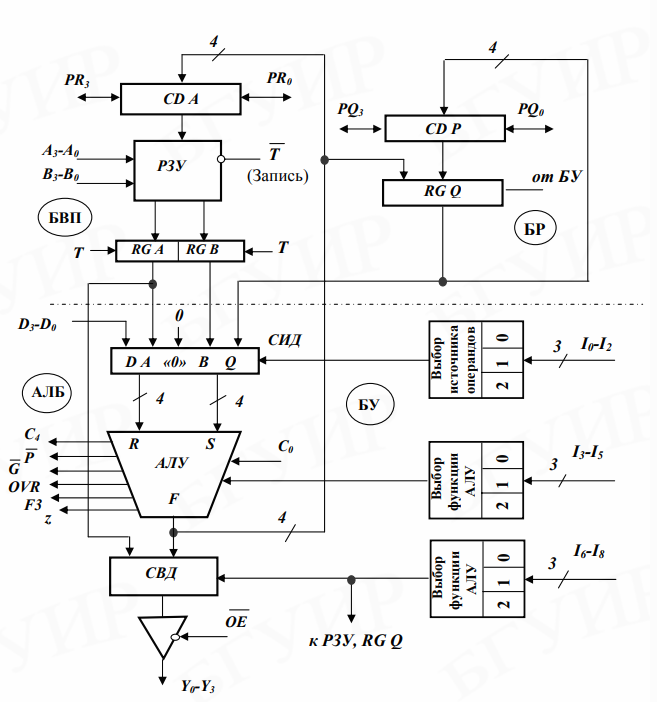 4
4
PR₃
PR₀
CD A
PQ₃
PQ₀
CD P
A₃-A₀
B₃-B₀
РЗУ
T̅
(Запись)
от БУ
RG Q
БВП
БР
T
RG A
RG B
T
D₃-D₀
0
СИД
D A «0» B Q
Выбор источника операндов
2 1 0
3
I₀-I₂
АЛБ
4
4
БУ
C₄
P̅
G̅
OVR
F3
z
R
S
АЛУ
F
C₀
Выбор функции АЛУ
2 1 0
3
I₃-I₅
4
СВД
Выбор функции АЛУ
2 1 0
3
I₆-I₈
O̅E̅
к РЗУ, RG Q
Y₀-Y₃
БГУИР